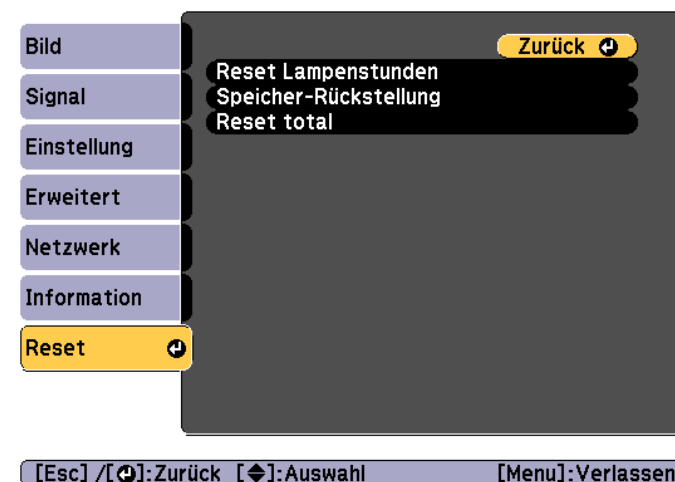 Bild
Signal
Einstellung
Erweitert
Netzwerk
Information
Reset
Zurück
Reset Lampenstunden
Speicher-Rückstellung
Reset total
[Esc] /[ ]:Zurück [ ]:Auswahl [Menu]:Verlassen